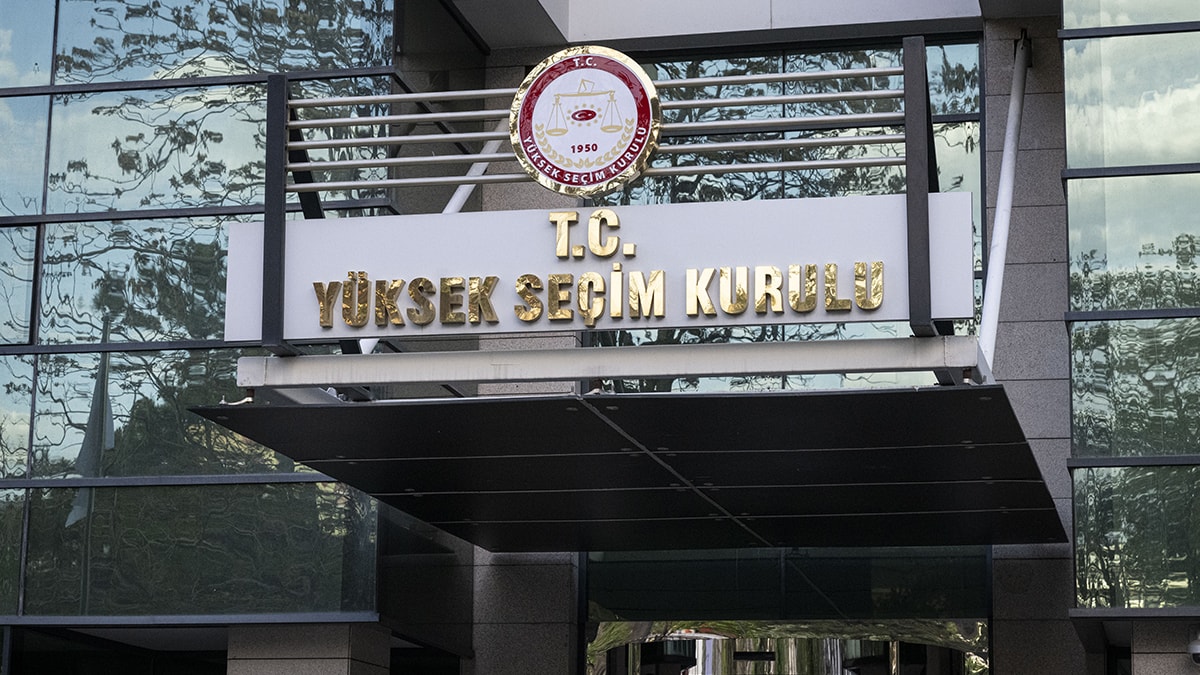 T.C.
1950
YÜKSEK SEÇİM KURULU
T.C.
YÜKSEK SEÇİM KURULU